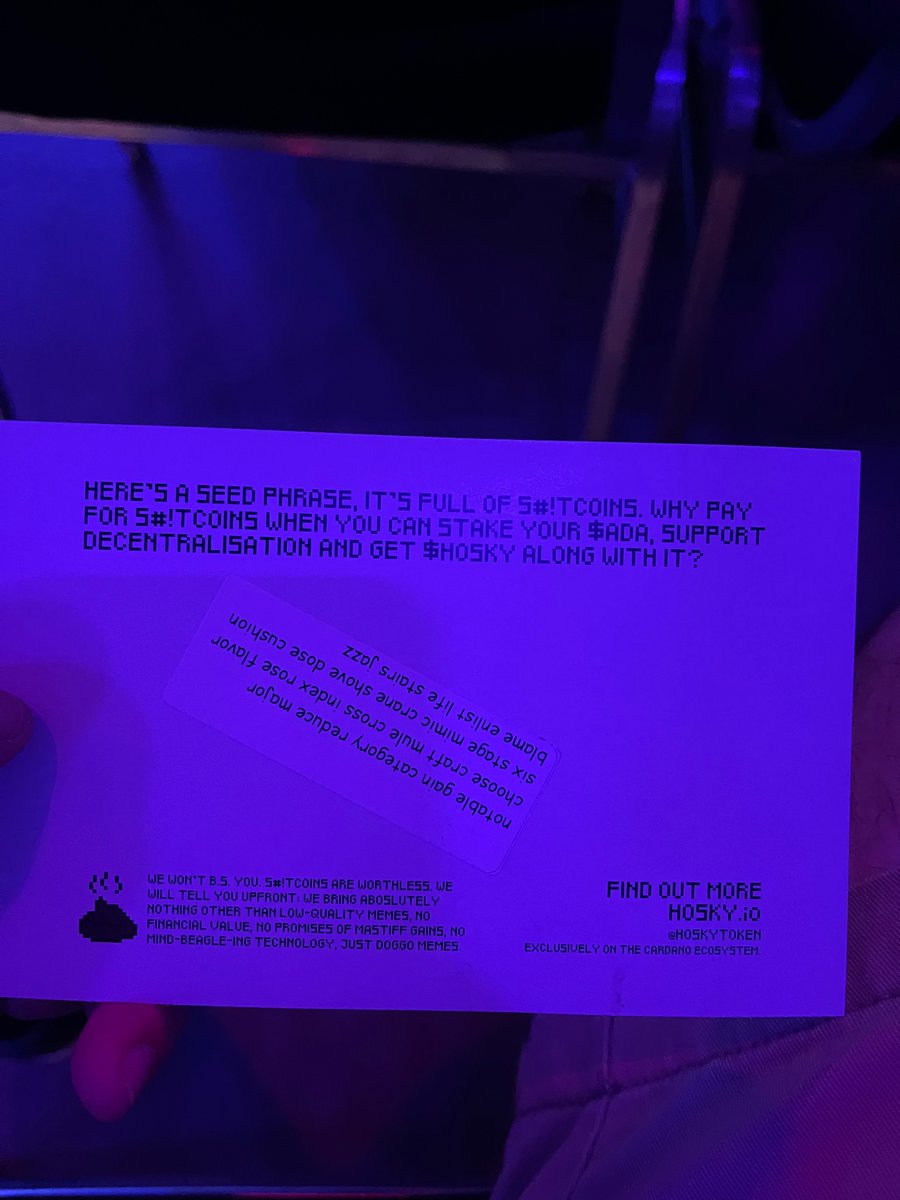 HERE'S A SEED PHRASE, IT'S FULL OF S#!TCOINS. WHY PAY
FOR S#!TCOINS WHEN YOU CAN STAKE YOUR $ADA, SUPPORT
DECENTRALISATION AND GET $HOSKY ALONG WITH IT?
notable gain category reduce major
choose craft mule cross index rose flavor
six stage mimic crane shove dose cushion
blame enlist life stairs jazz
WE WON'T B.S. YOU. S#!TCOINS ARE WORTHLESS. WE
WILL TELL YOU UPFRONT: WE BRING ABOSLUTELY
NOTHING OTHER THAN LOW-QUALITY MEMES, NO
FINANCIAL VALUE, NO PROMISES OF MASTIFF GAINS, NO
MIND-BEAGLE-ING TECHNOLOGY, JUST DOGGO MEMES.
FIND OUT MORE
HOSKY.io
@HOSKYTOKEN
EXCLUSIVELY ON THE CARDANO ECOSYSTEM.